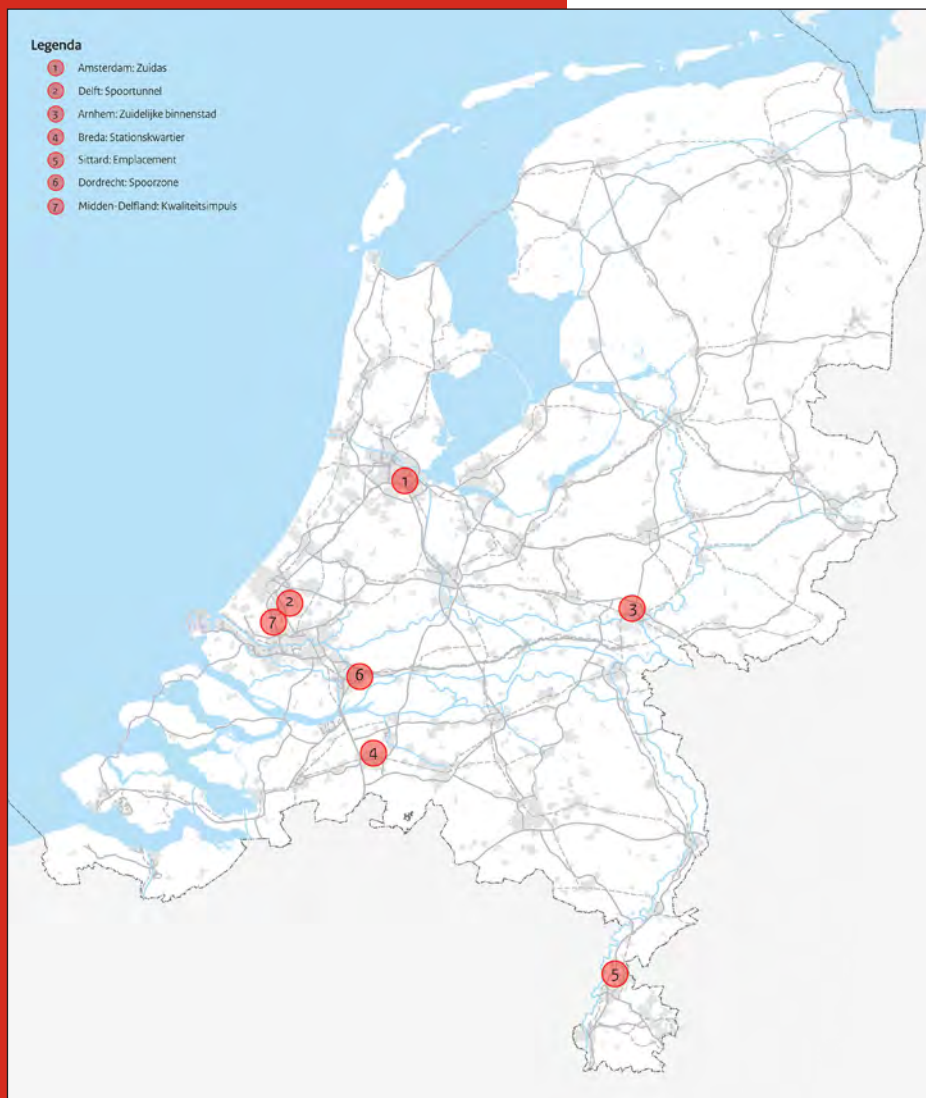 Legenda
1 Amsterdam: Zuidas
2 Delft: Spoortunnel
3 Arnhem: Zuidelijke binnenstad
4 Breda: Stationskwartier
5 Sittard: Emplacement
6 Dordrecht: Spoorzone
7 Midden-Delfland: Kwaliteitsimpuls
1
2
3
7
6
4
5